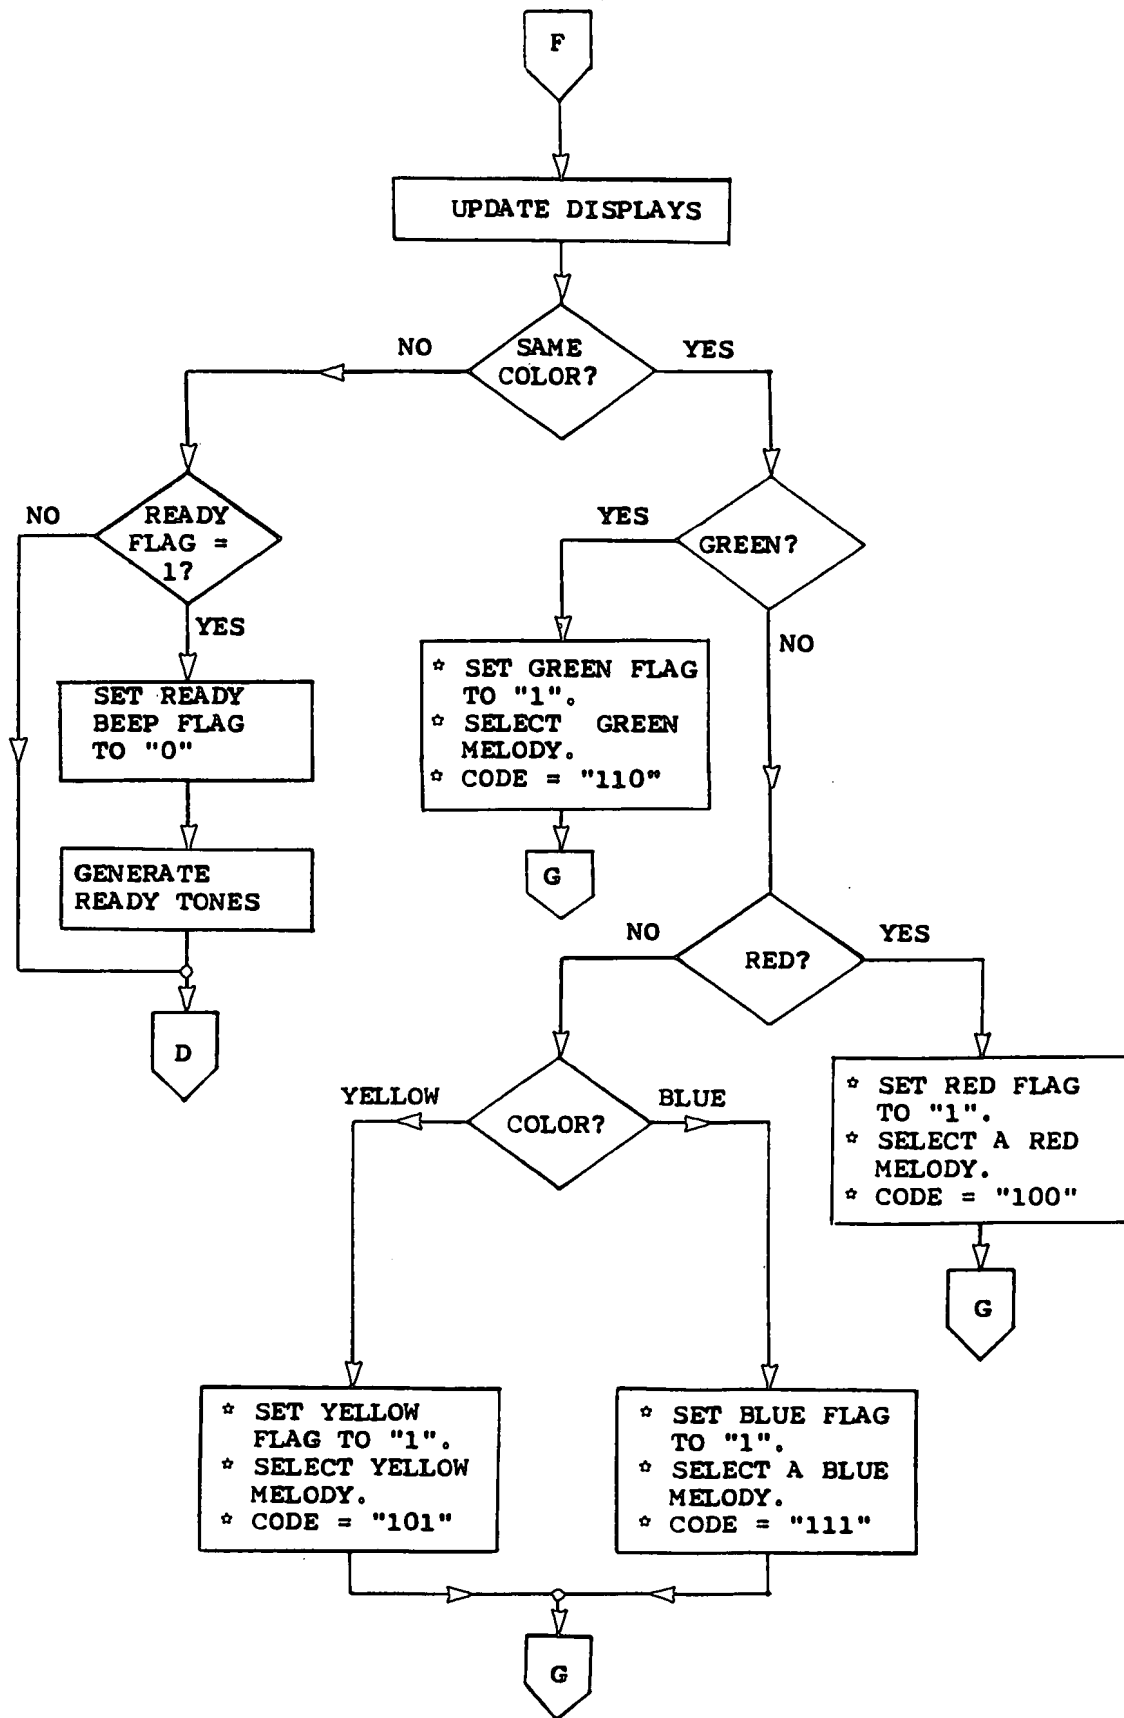 F
UPDATE DISPLAYS
NO
SAME
COLOR?
YES
NO
READY
FLAG =
1?
YES
YES
GREEN?
NO
SET READY
BEEP FLAG
TO "0"
☆ SET GREEN FLAG
TO "1".
☆ SELECT GREEN
MELODY.
☆ CODE = "110"
GENERATE
READY TONES
G
D
NO
RED?
YES
☆ SET RED FLAG
TO "1".
☆ SELECT A RED
MELODY.
☆ CODE = "100"
G
YELLOW
COLOR?
BLUE
☆ SET YELLOW
FLAG TO "1".
☆ SELECT YELLOW
MELODY.
☆ CODE = "101"
☆ SET BLUE FLAG
TO "1".
☆ SELECT A BLUE
MELODY.
☆ CODE = "111"
G